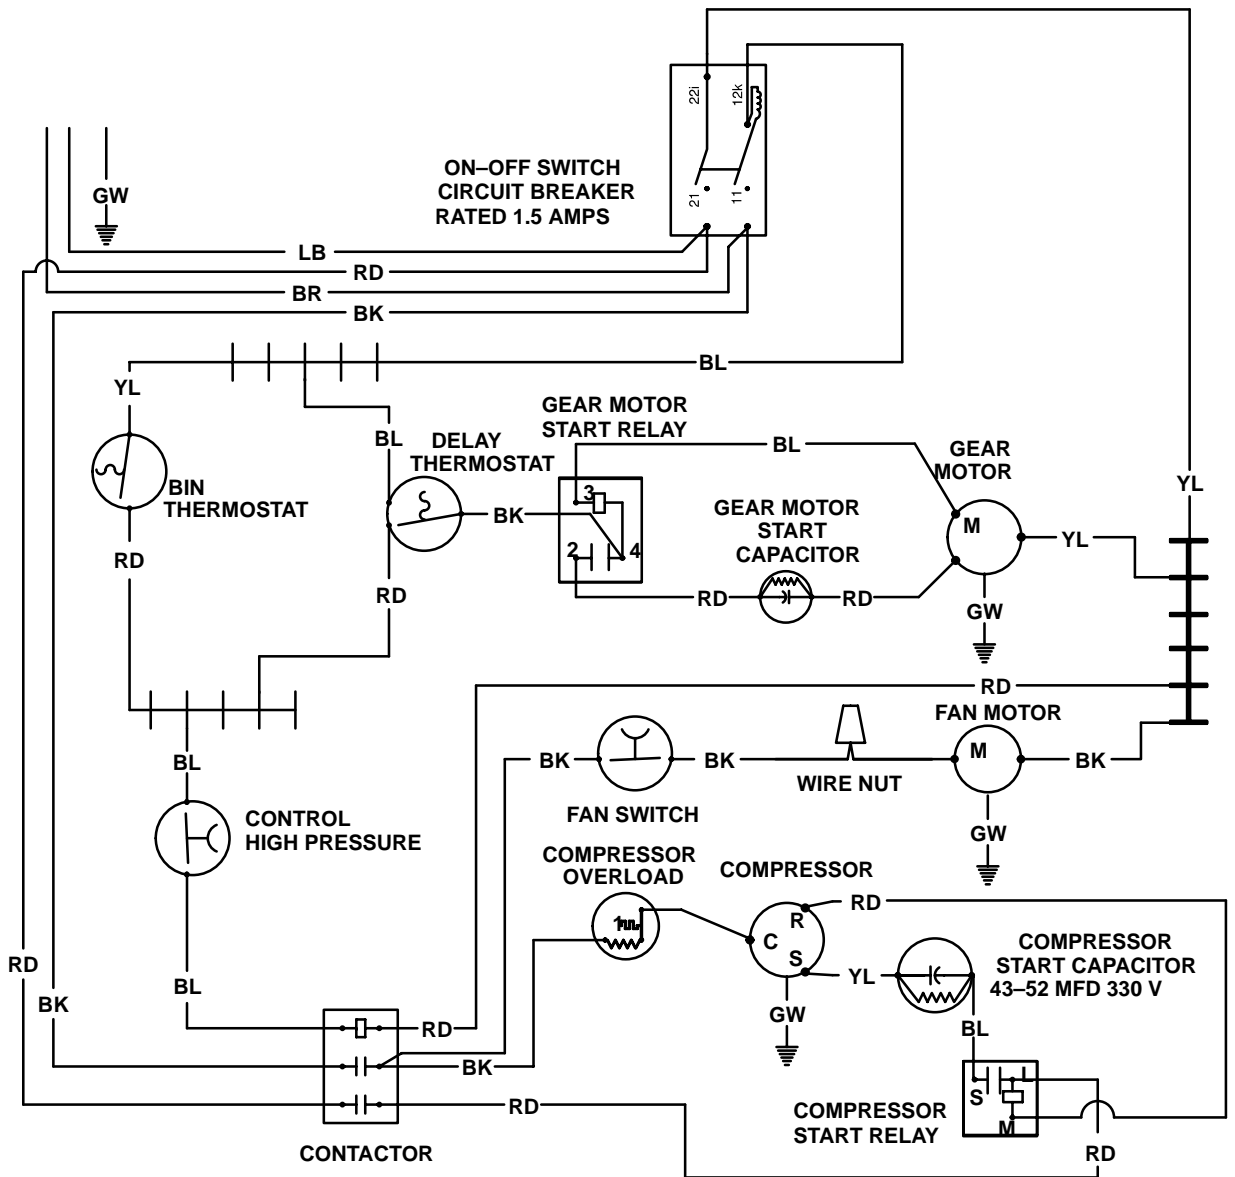 22i
12k
GW
ON–OFF SWITCH
CIRCUIT BREAKER
RATED 1.5 AMPS
21
11
LB
RD
BR
BK
BL
YL
GEAR MOTOR
START RELAY
BL
DELAY
THERMOSTAT
BL
GEAR
MOTOR
YL
BIN
THERMOSTAT
3
BK
2
4
GEAR MOTOR
START
CAPACITOR
M
YL
RD
RD
RD
RD
GW
RD
FAN MOTOR
BL
BK
BK
M
BK
WIRE NUT
FAN SWITCH
CONTROL
HIGH PRESSURE
GW
COMPRESSOR
OVERLOAD
COMPRESSOR
R
C
S
RD
YL
COMPRESSOR
START CAPACITOR
43–52 MFD 330 V
RD
BK
BL
GW
BL
RD
BK
RD
S
L
M
COMPRESSOR
START RELAY
RD
CONTACTOR